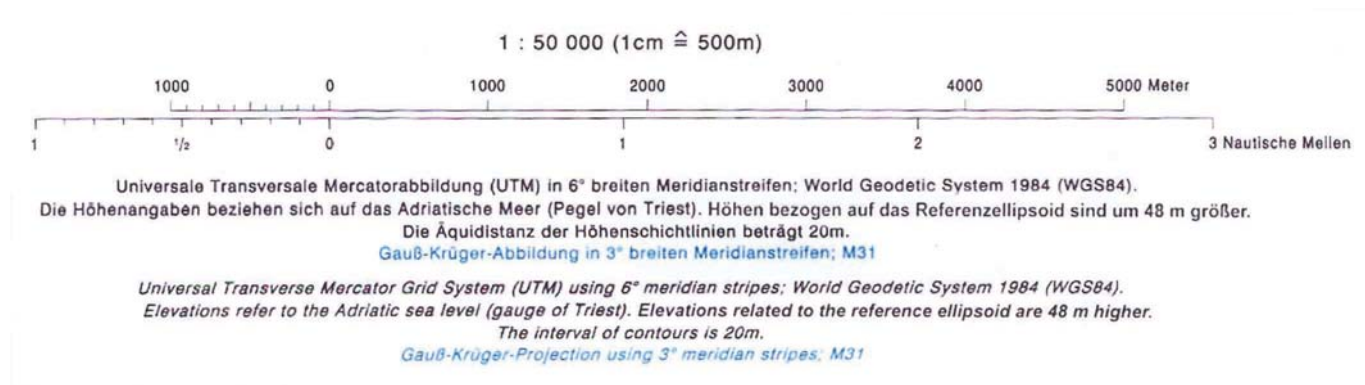 1 : 50 000 (1cm ≙ 500m)
1000 0 1000 2000 3000 4000 5000 Meter
1 1/2 0 1 2 3 Nautische Meilen
Universale Transversale Mercatorabbildung (UTM) in 6° breiten Meridianstreifen; World Geodetic System 1984 (WGS84).
Die Höhenangaben beziehen sich auf das Adriatische Meer (Pegel von Triest). Höhen bezogen auf das Referenzellipsoid sind um 48 m größer.
Die Äquidistanz der Höhenschichtlinien beträgt 20m.
Gauß-Krüger-Abbildung in 3° breiten Meridianstreifen; M31
Universal Transverse Mercator Grid System (UTM) using 6° meridian stripes; World Geodetic System 1984 (WGS84).
Elevations refer to the Adriatic sea level (gauge of Triest). Elevations related to the reference ellipsoid are 48 m higher.
The interval of contours is 20m.
Gauß-Krüger-Projection using 3° meridian stripes; M31